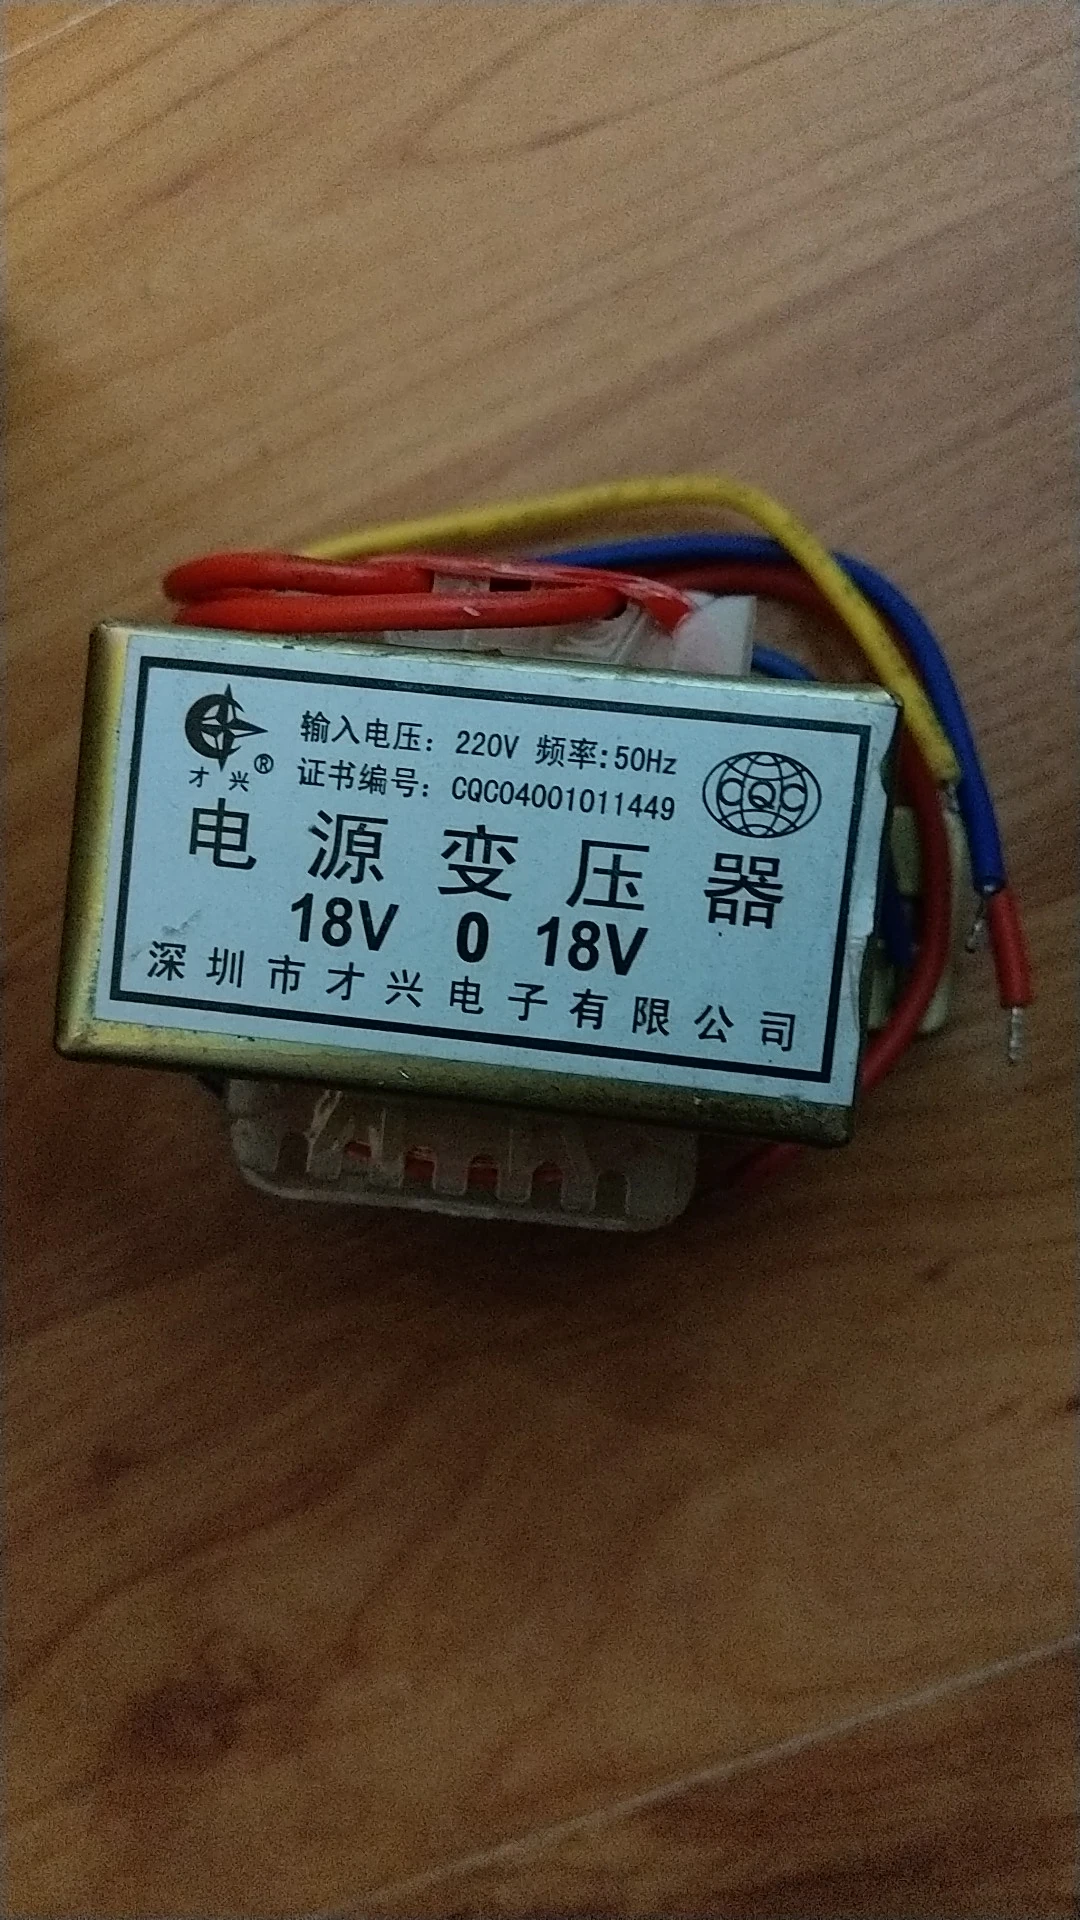 才兴®
输入电压: 220V 频率:50Hz
证书编号: CQC04001011449
CQC
电源变压器
18V 0 18V
深圳市才兴电子有限公司